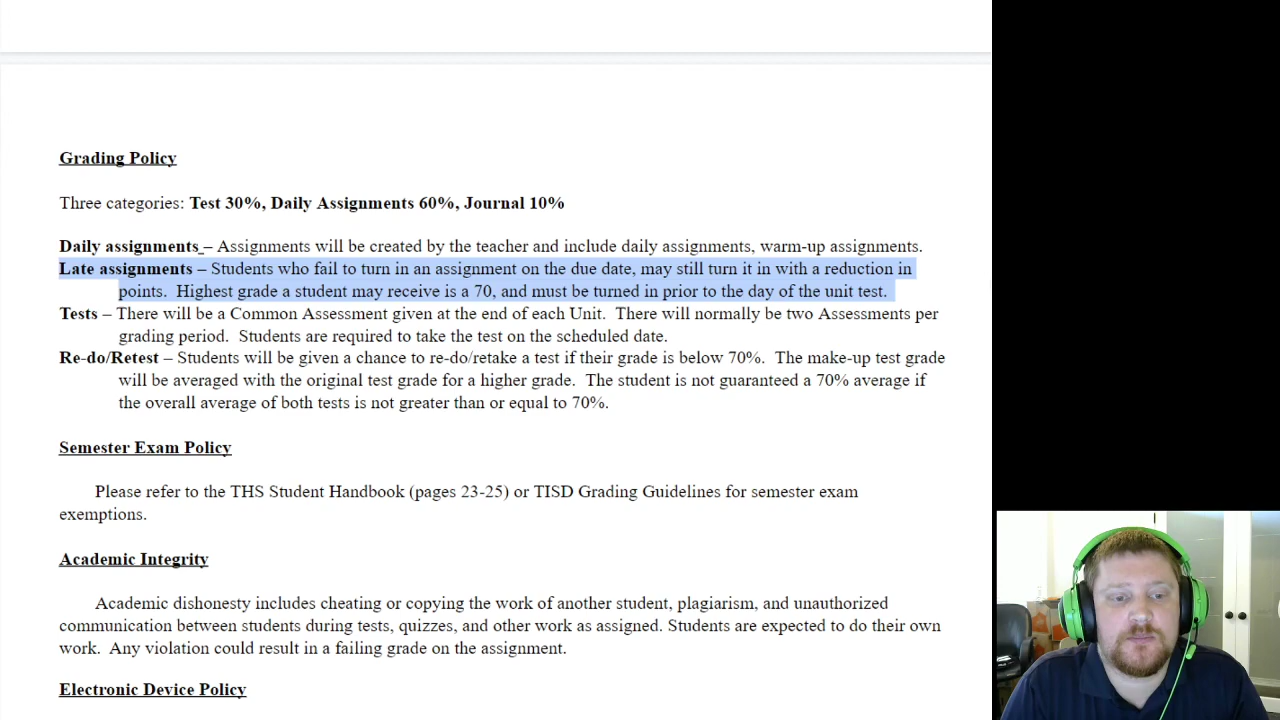 Grading Policy
Three categories: Test 30%, Daily Assignments 60%, Journal 10%
Daily assignments – Assignments will be created by the teacher and include daily assignments, warm-up assignments.
Late assignments – Students who fail to turn in an assignment on the due date, may still turn it in with a reduction in
points.  Highest grade a student may receive is a 70, and must be turned in prior to the day of the unit test.
Tests – There will be a Common Assessment given at the end of each Unit.  There will normally be two Assessments per
grading period.  Students are required to take the test on the scheduled date.
Re-do/Retest – Students will be given a chance to re-do/retake a test if their grade is below 70%.  The make-up test grade
will be averaged with the original test grade for a higher grade.  The student is not guaranteed a 70% average if
the overall average of both tests is not greater than or equal to 70%.
Semester Exam Policy
Please refer to the THS Student Handbook (pages 23-25) or TISD Grading Guidelines for semester exam
exemptions.
Academic Integrity
Academic dishonesty includes cheating or copying the work of another student, plagiarism, and unauthorized
communication between students during tests, quizzes, and other work as assigned. Students are expected to do their own
work.  Any violation could result in a failing grade on the assignment.
Electronic Device Policy